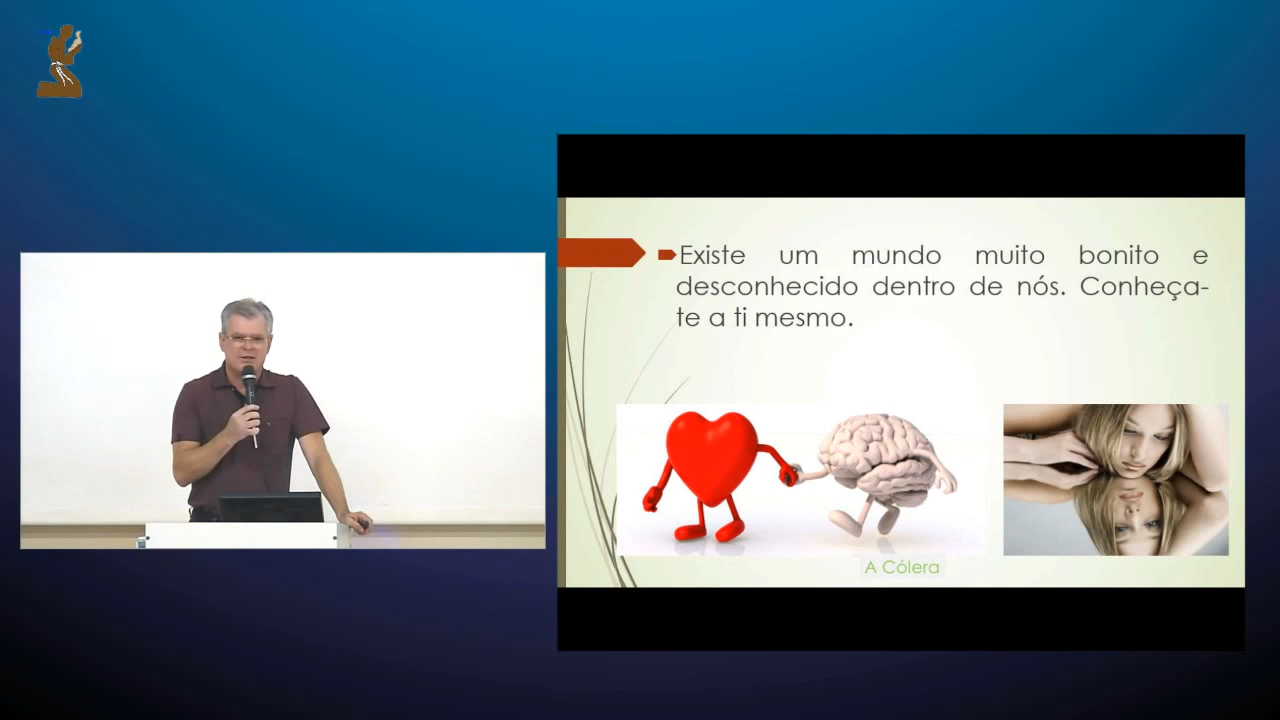 Existe um mundo muito bonito e
desconhecido dentro de nós. Conheça-
te a ti mesmo.
A Cólera